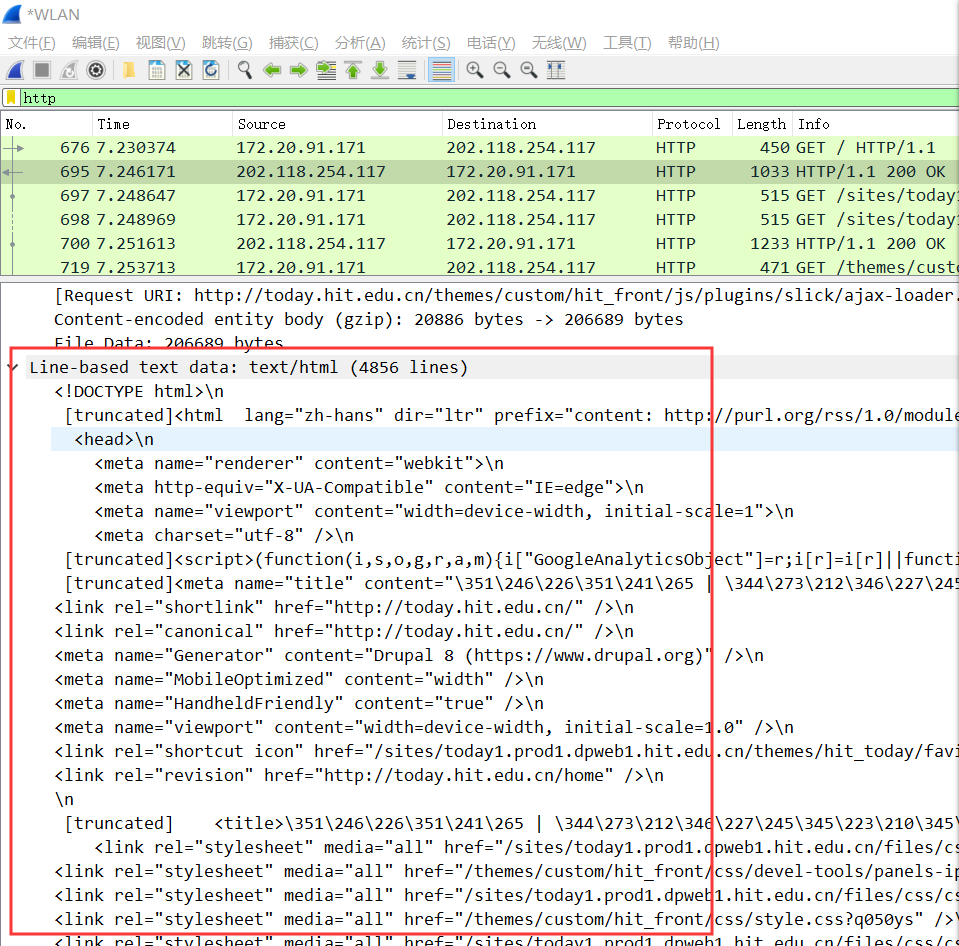 *WLAN
文件(F) 编辑(E) 视图(V) 跳转(G) 捕获(C) 分析(A) 统计(S) 电话(Y) 无线(W) 工具(T) 帮助(H)
http
No. Time Source Destination Protocol Length Info
676 7.230374 172.20.91.171 202.118.254.117 HTTP 450 GET / HTTP/1.1
695 7.246171 202.118.254.117 172.20.91.171 HTTP 1033 HTTP/1.1 200 OK
697 7.248647 172.20.91.171 202.118.254.117 HTTP 515 GET /sites/today1
698 7.248969 172.20.91.171 202.118.254.117 HTTP 515 GET /sites/today1
700 7.251613 202.118.254.117 172.20.91.171 HTTP 1233 HTTP/1.1 200 OK
719 7.253713 172.20.91.171 202.118.254.117 HTTP 471 GET /themes/custo
[Request URI: http://today.hit.edu.cn/themes/custom/hit_front/js/plugins/slick/ajax-loader.
Content-encoded entity body (gzip): 20886 bytes -> 206689 bytes
File Data: 206689 bytes
Line-based text data: text/html (4856 lines)
<!DOCTYPE html>\n
[truncated]<html  lang="zh-hans" dir="ltr" prefix="content: http://purl.org/rss/1.0/module
<head>\n
<meta name="renderer" content="webkit">\n
<meta http-equiv="X-UA-Compatible" content="IE=edge">\n
<meta name="viewport" content="width=device-width, initial-scale=1">\n
<meta charset="utf-8" />\n
[truncated]<script>(function(i,s,o,g,r,a,m){i["GoogleAnalyticsObject"]=r;i[r]=i[r]||functi
[truncated]<meta name="title" content="\351\246\226\351\241\265 | \344\273\212\346\227\245
<link rel="shortlink" href="http://today.hit.edu.cn/" />\n
<link rel="canonical" href="http://today.hit.edu.cn/" />\n
<meta name="Generator" content="Drupal 8 (https://www.drupal.org)" />\n
<meta name="MobileOptimized" content="width" />\n
<meta name="HandheldFriendly" content="true" />\n
<meta name="viewport" content="width=device-width, initial-scale=1.0" />\n
<link rel="shortcut icon" href="/sites/today1.prod1.dpweb1.hit.edu.cn/themes/hit_today/favi
<link rel="revision" href="http://today.hit.edu.cn/home" />\n
\n
[truncated]    <title>\351\246\226\351\241\265 | \344\273\212\346\227\245\345\223\210\345\
<link rel="stylesheet" media="all" href="/sites/today1.prod1.dpweb1.hit.edu.cn/files/cs
<link rel="stylesheet" media="all" href="/themes/custom/hit_front/css/devel-tools/panels-ip
<link rel="stylesheet" media="all" href="/sites/today1.prod1.dpweb1.hit.edu.cn/files/css/cs
<link rel="stylesheet" media="all" href="/themes/custom/hit_front/css/style.css?q050ys" />\
<link rel="stylesheet" media="all" href="/sites/today1.prod1.dpweb1.hit.edu.cn/files/css/cs